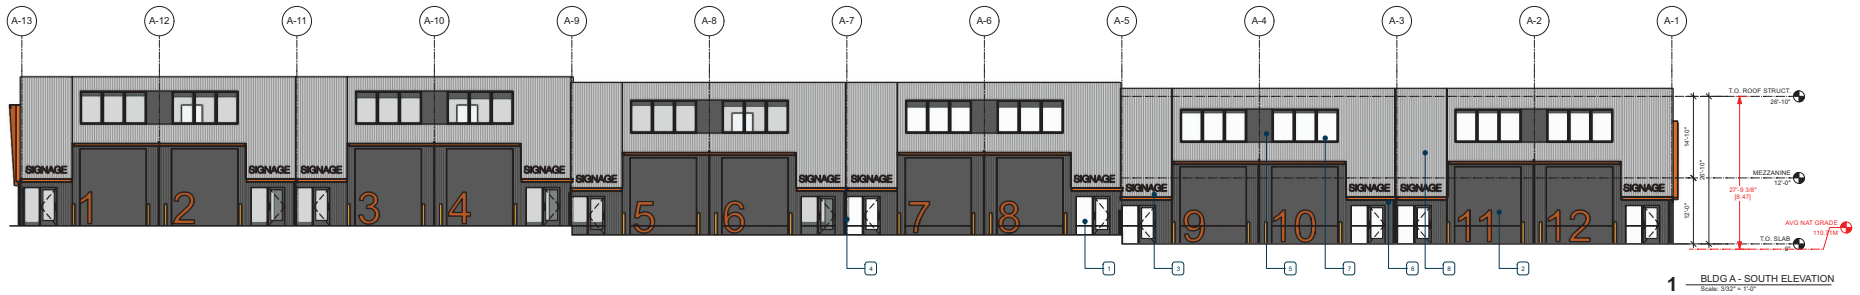 A-13 A-12 A-11 A-10 A-9 A-8 A-7 A-6 A-5 A-4 A-3 A-2 A-1
T.O. ROOF STRUCT.
26'-10"
14'-10"
26'-10"
MEZZANINE
12'-0"
27'-9 3/8"
[8.47]
12'-0"
AVG NAT GRADE
110.71M
T.O. SLAB
0"
SIGNAGE SIGNAGE SIGNAGE SIGNAGE
SIGNAGE SIGNAGE SIGNAGE SIGNAGE
SIGNAGE SIGNAGE SIGNAGE SIGNAGE
1 2 3 4 5 6 7 8 9 10 11 12
4 1 3 5 7 6 8 2
1 BLDG A - SOUTH ELEVATION
Scale: 3/32" = 1'-0"